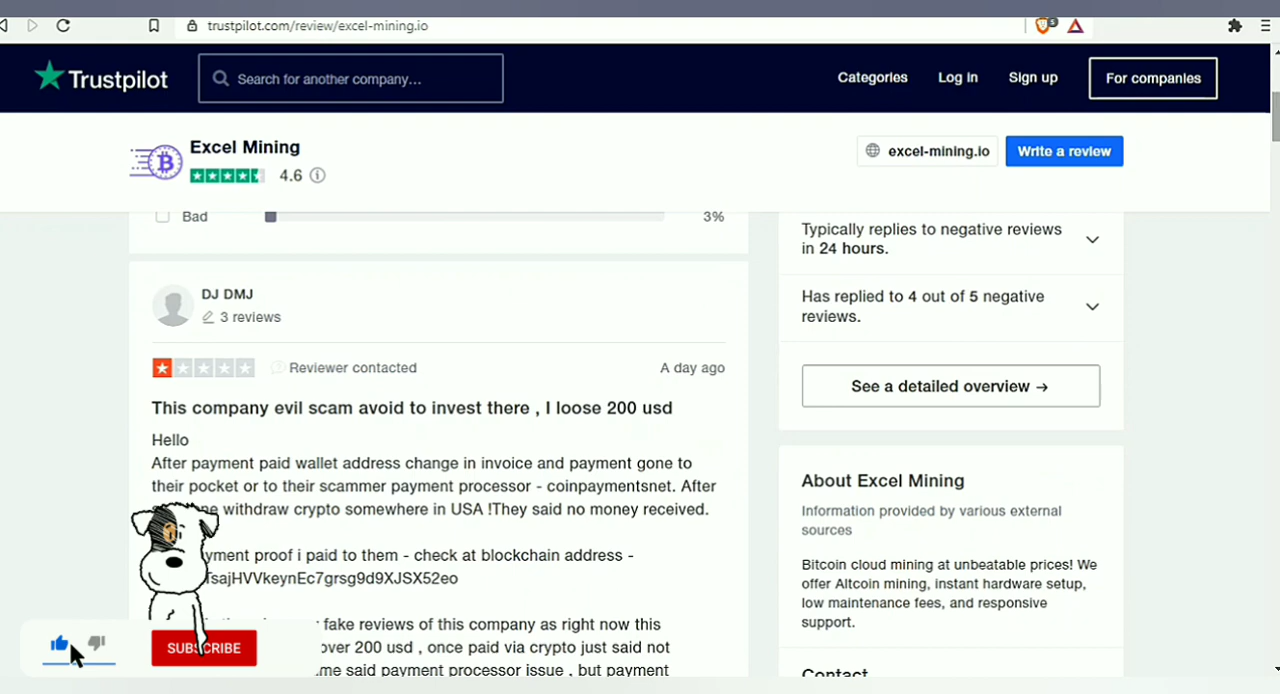 trustpilot.com/review/excel-mining.io
Trustpilot
Search for another company...
Categories
Log in
Sign up
For companies
Excel Mining
4.6
excel-mining.io
Write a review
Bad
3%
DJ DMJ
3 reviews
Reviewer contacted
A day ago
This company evil scam avoid to invest there , I loose 200 usd
Hello
After payment paid wallet address change in invoice and payment gone to
their pocket or to their scammer payment processor - coinpaymentsnet. After
withdraw crypto somewhere in USA !They said no money received.
payment proof i paid to them - check at blockchain address -
TsajHVVkeynEc7grsg9d9XJSX52eo
fake reviews of this company as right now this
over 200 usd , once paid via crypto just said not
said payment processor issue , but payment
Typically replies to negative reviews
in 24 hours.
Has replied to 4 out of 5 negative
reviews.
See a detailed overview →
About Excel Mining
Information provided by various external
sources
Bitcoin cloud mining at unbeatable prices! We
offer Altcoin mining, instant hardware setup,
low maintenance fees, and responsive
support.
Contact
SUBSCRIBE